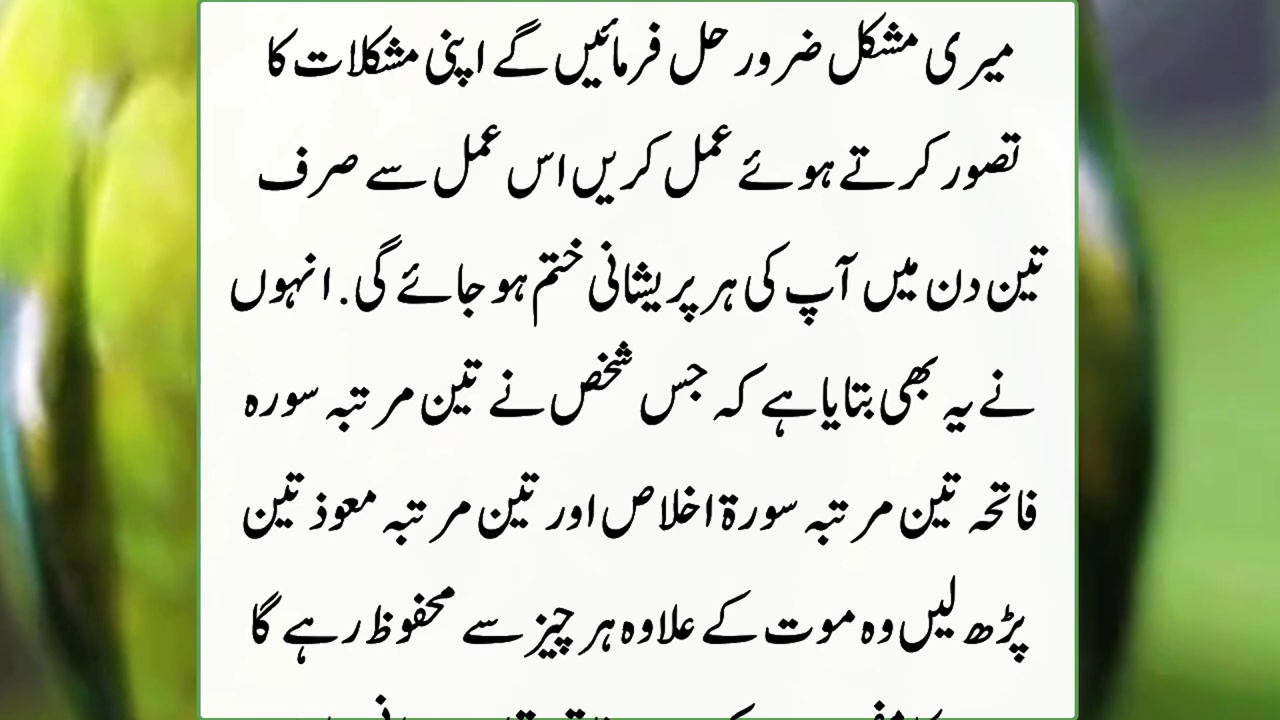 میری مشکل ضرور حل فرمائیں گے اپنی مشکلات کا
تصور کرتے ہوئے عمل کریں اس عمل سے صرف
تین دن میں آپ کی ہر پریشانی ختم ہو جائے گی. انہوں
نے یہ بھی بتایا ہے کہ جس شخص نے تین مرتبہ سورہ
فاتحہ تین مرتبہ سورۃ اخلاص اور تین مرتبہ معوذ تین
پڑھ لیں وہ موت کے علاوہ ہر چیز سے محفوظ رہے گا